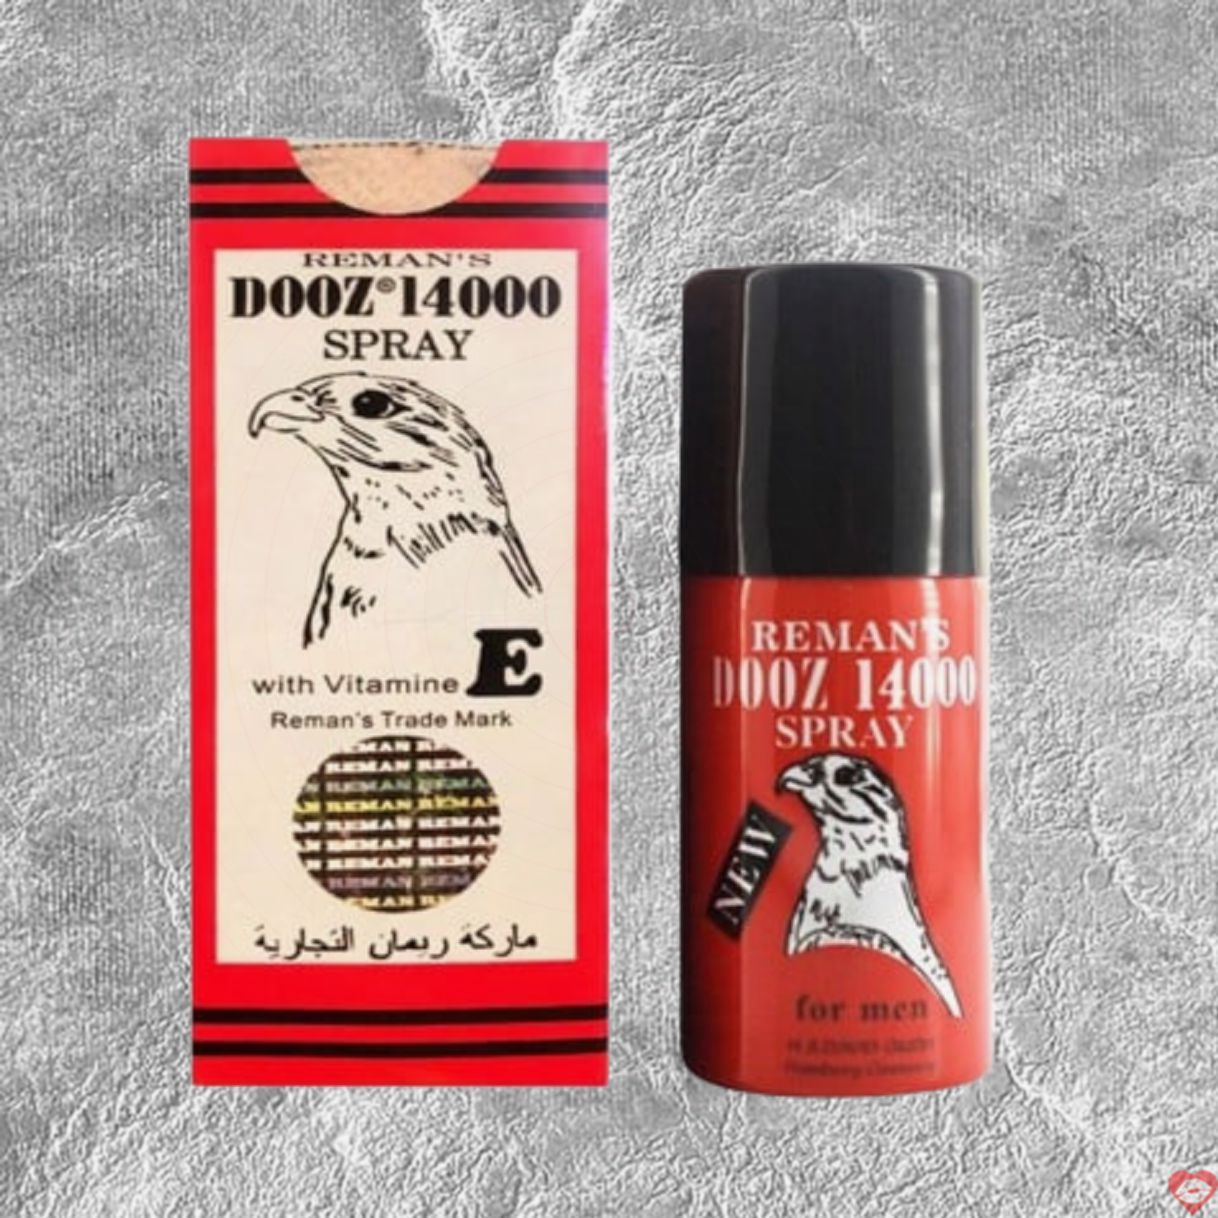 REMAN'S
DOOZ® 14000
SPRAY
with Vitamine E
Reman's Trade Mark
REMAN REMAN
REMAN REMAN
REMAN REMAN
REMAN REMAN
REMAN REMAN
REMAN REMAN
ماركة ريمان التجارية
REMAN'S
DOOZ 14000
SPRAY
NEW
for men